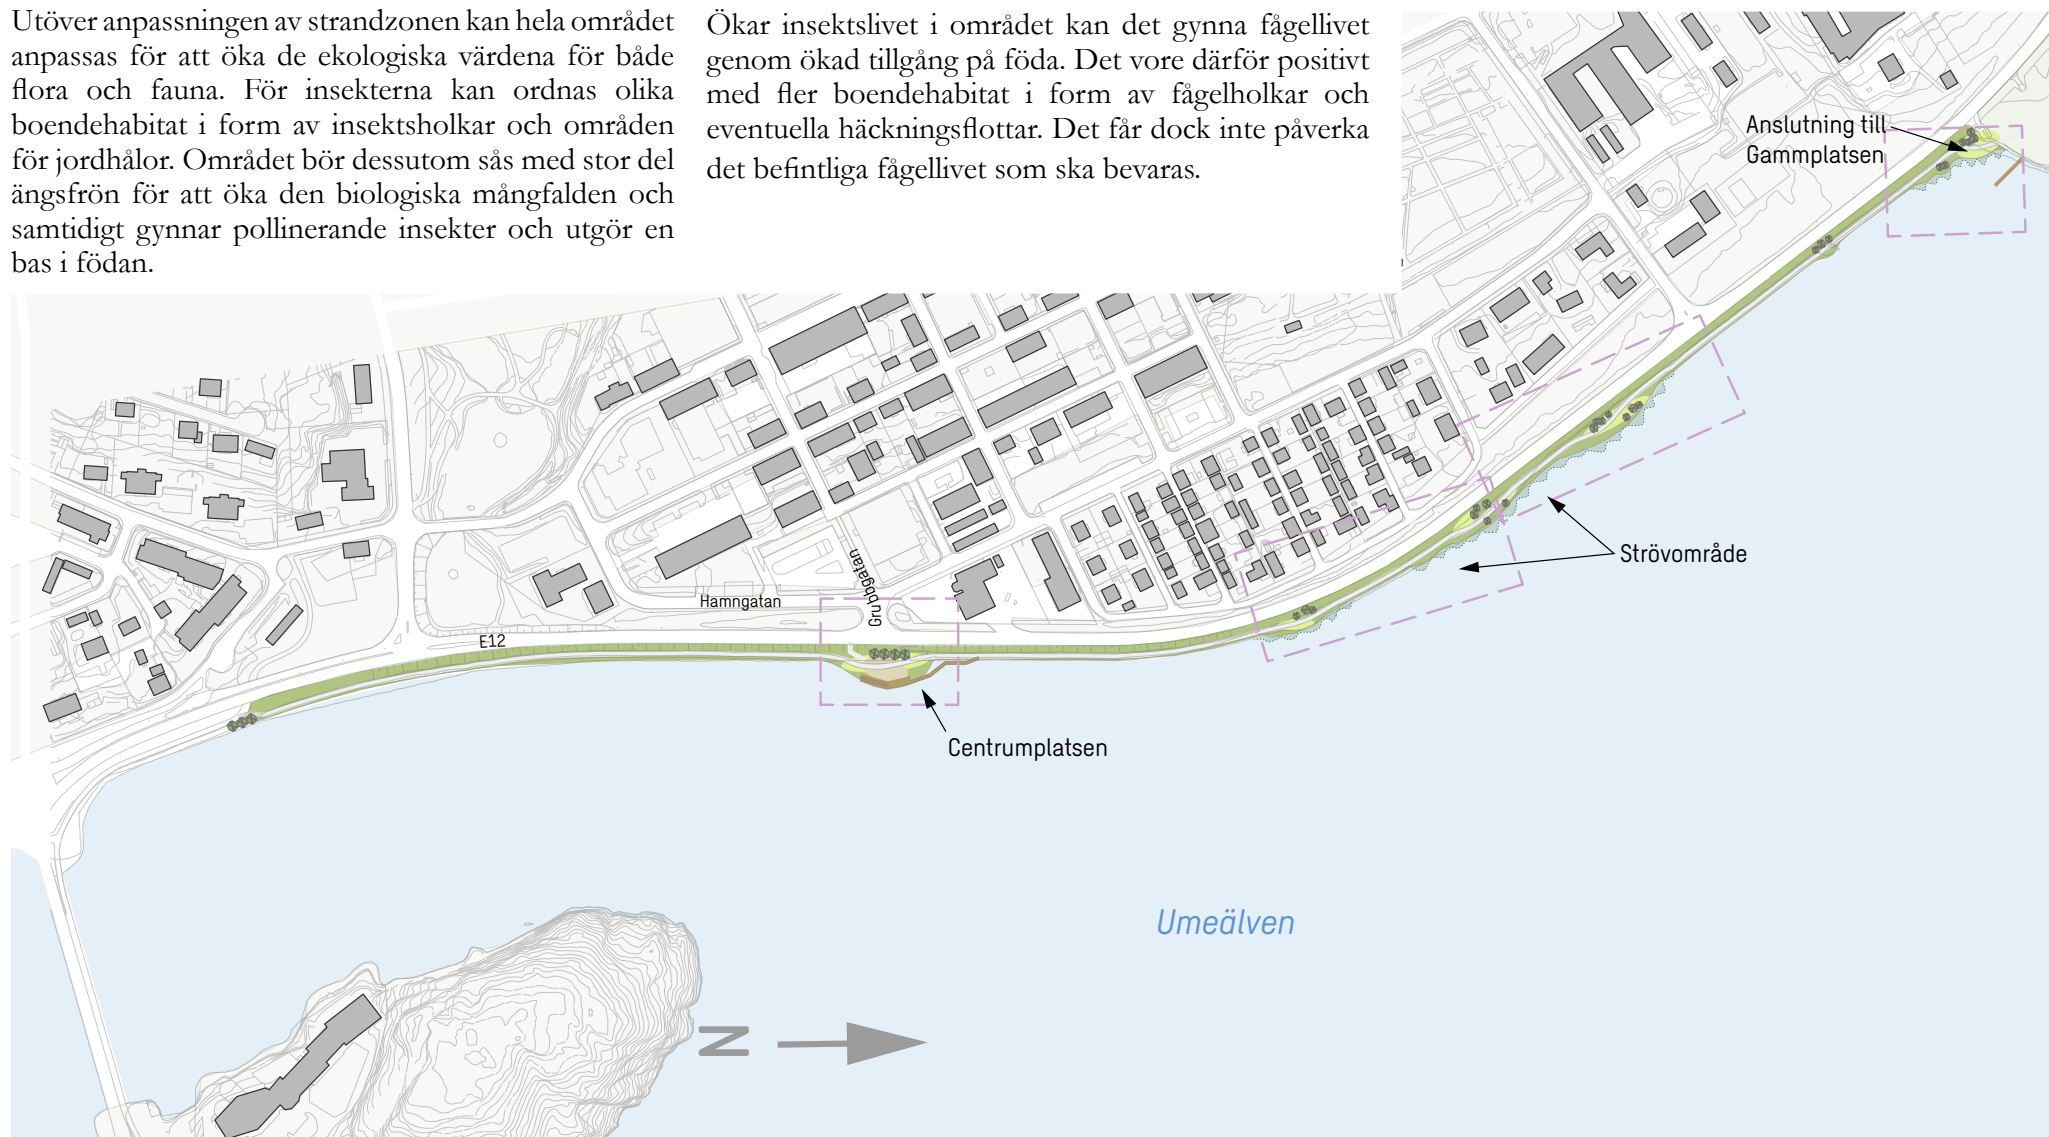 Utöver anpassningen av strandzonen kan hela området
anpassas för att öka de ekologiska värdena för både
flora och fauna. För insekterna kan ordnas olika
boendehabitat i form av insektsholkar och områden
för jordhålor. Området bör dessutom sås med stor del
ängsfrön för att öka den biologiska mångfalden och
samtidigt gynnar pollinerande insekter och utgör en
bas i födan.
Ökar insektslivet i området kan det gynna fågellivet
genom ökad tillgång på föda. Det vore därför positivt
med fler boendehabitat i form av fågelholkar och
eventuella häckningsflottar. Det får dock inte påverka
det befintliga fågellivet som ska bevaras.
Anslutning till
Gammplatsen
Strövområde
Grubbgatan
Hamngatan
E12
Centrumplatsen
Umeälven
N